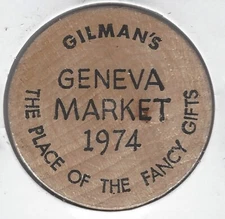 GILMAN'S
GENEVA
MARKET
1974
THE PLACE OF THE FANCY GIFTS